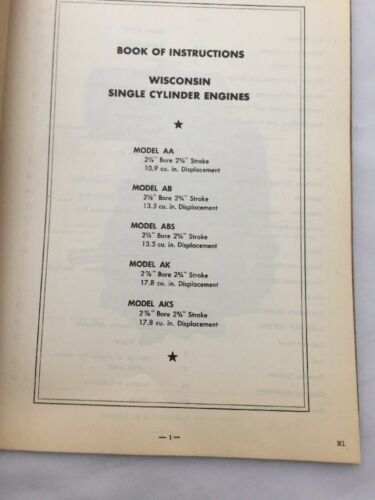 BOOK OF INSTRUCTIONS
WISCONSIN
SINGLE CYLINDER ENGINES
MODEL AA
2¼" Bore 2¾" Stroke
10.9 cu. in. Displacement
MODEL AB
2½" Bore 2¾" Stroke
13.5 cu. in. Displacement
MODEL ABS
2½" Bore 2¾" Stroke
13.5 cu. in. Displacement
MODEL AK
2⅞" Bore 2¾" Stroke
17.8 cu. in. Displacement
MODEL AKS
2⅞" Bore 2¾" Stroke
17.8 cu. in. Displacement
— 1 —
M1